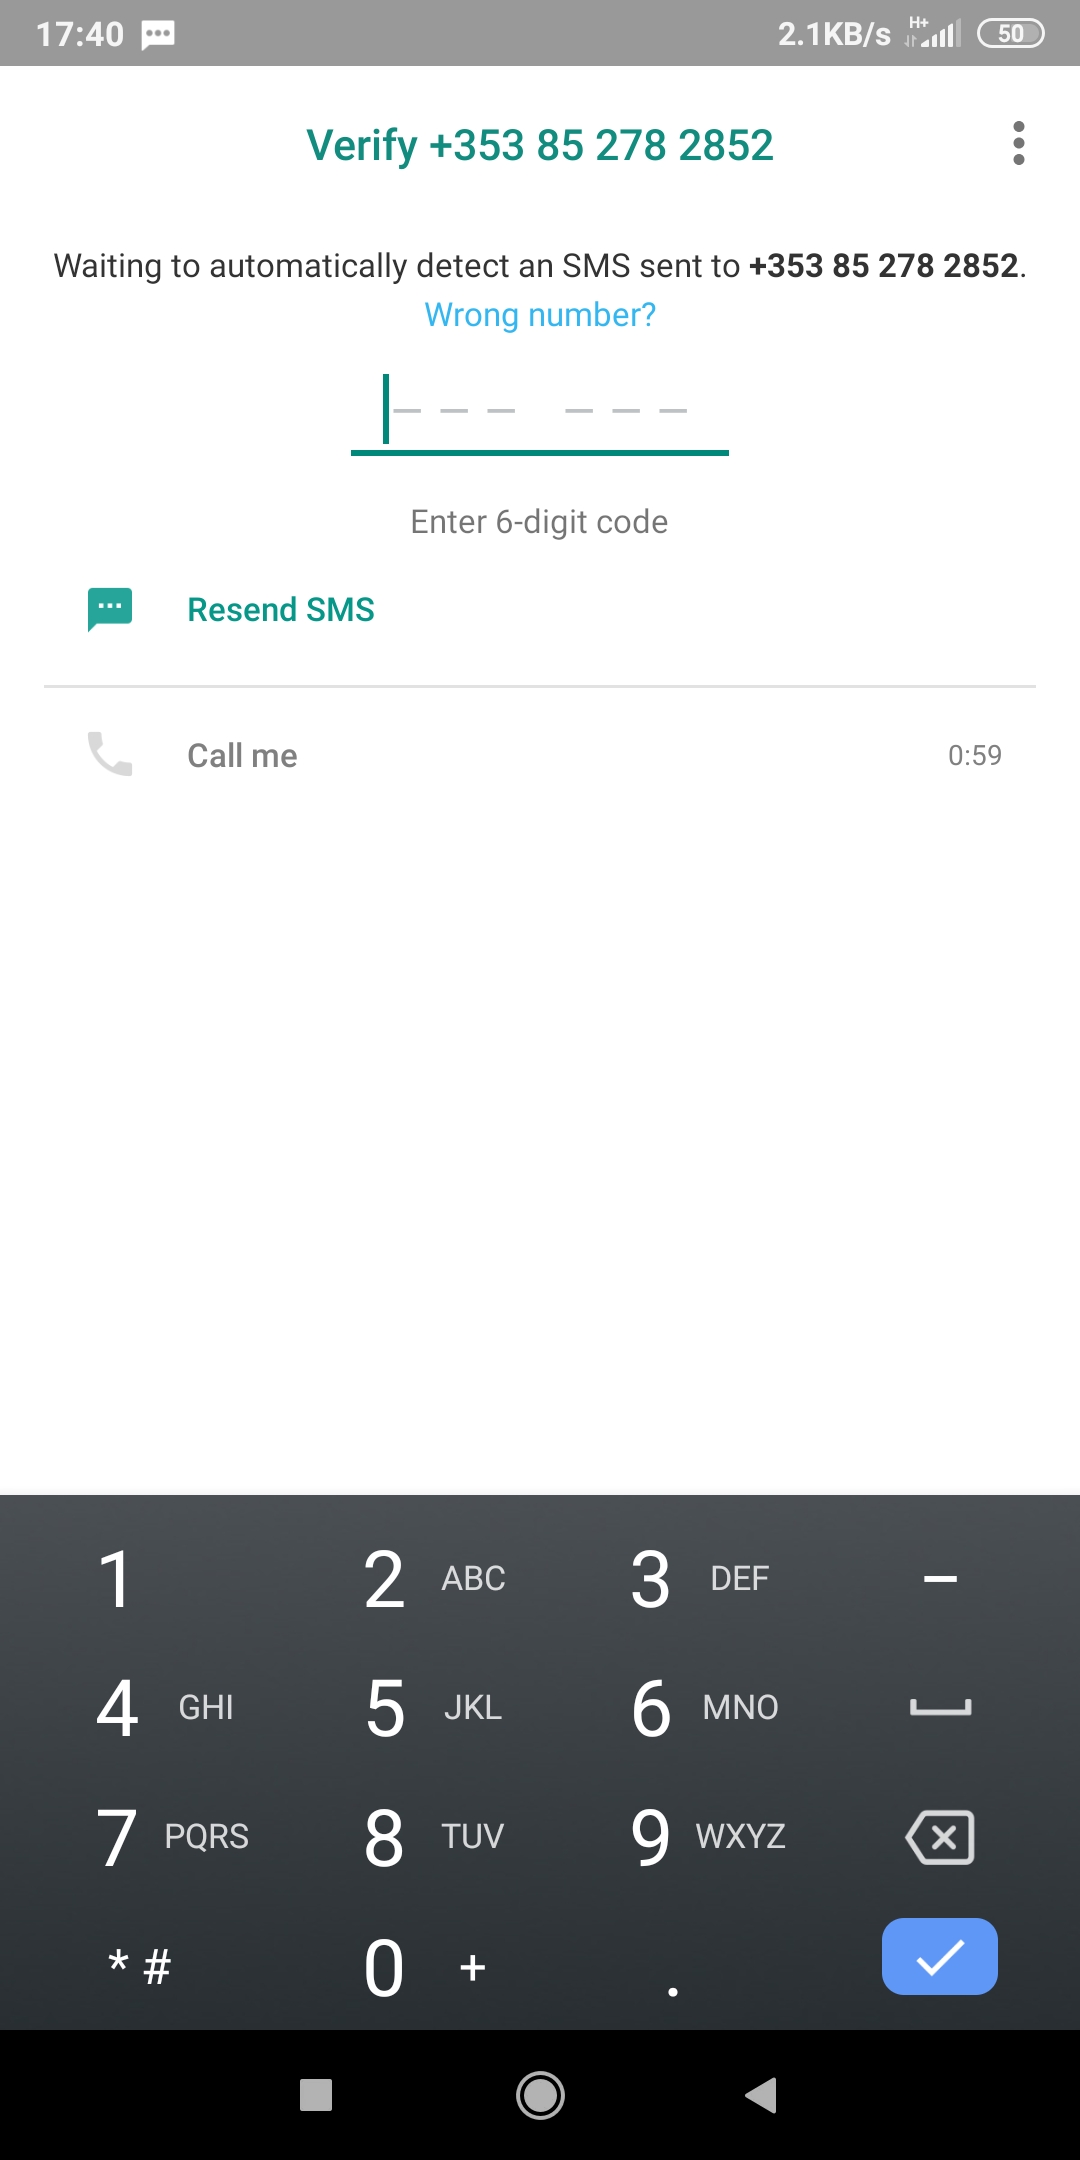 17:40 2.1KB/s H+ 50
Verify +353 85 278 2852
Waiting to automatically detect an SMS sent to +353 85 278 2852.
Wrong number?
– – – – – –
Enter 6-digit code
Resend SMS
Call me 0:59
1 2 ABC 3 DEF –
4 GHI 5 JKL 6 MNO
7 PQRS 8 TUV 9 WXYZ
* # 0 + .